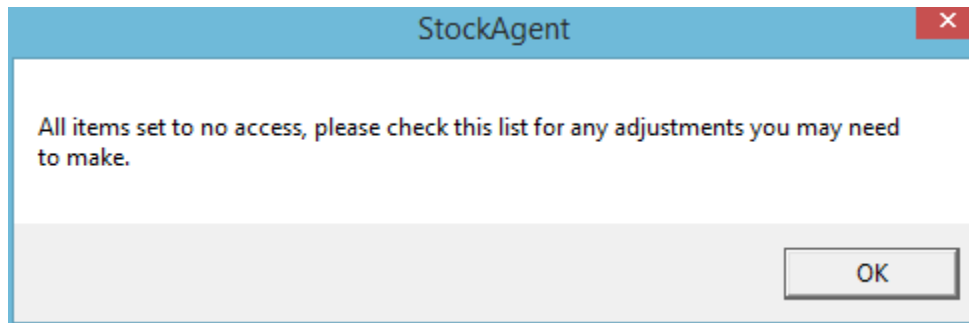 StockAgent
All items set to no access, please check this list for any adjustments you may need
to make.
OK